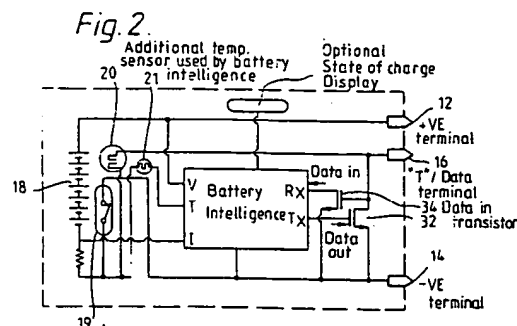 Fig. 2.
Additional temp.
sensor used by battery
intelligence
Optional
State of charge
Display
20
21
12
+VE
terminal
16
"T"/ Data
terminal
18
V
T
I
Battery
Intelligence
Data in
RX
TX
34 Data in
Transistor
32
Data
out
14
-VE
terminal
19